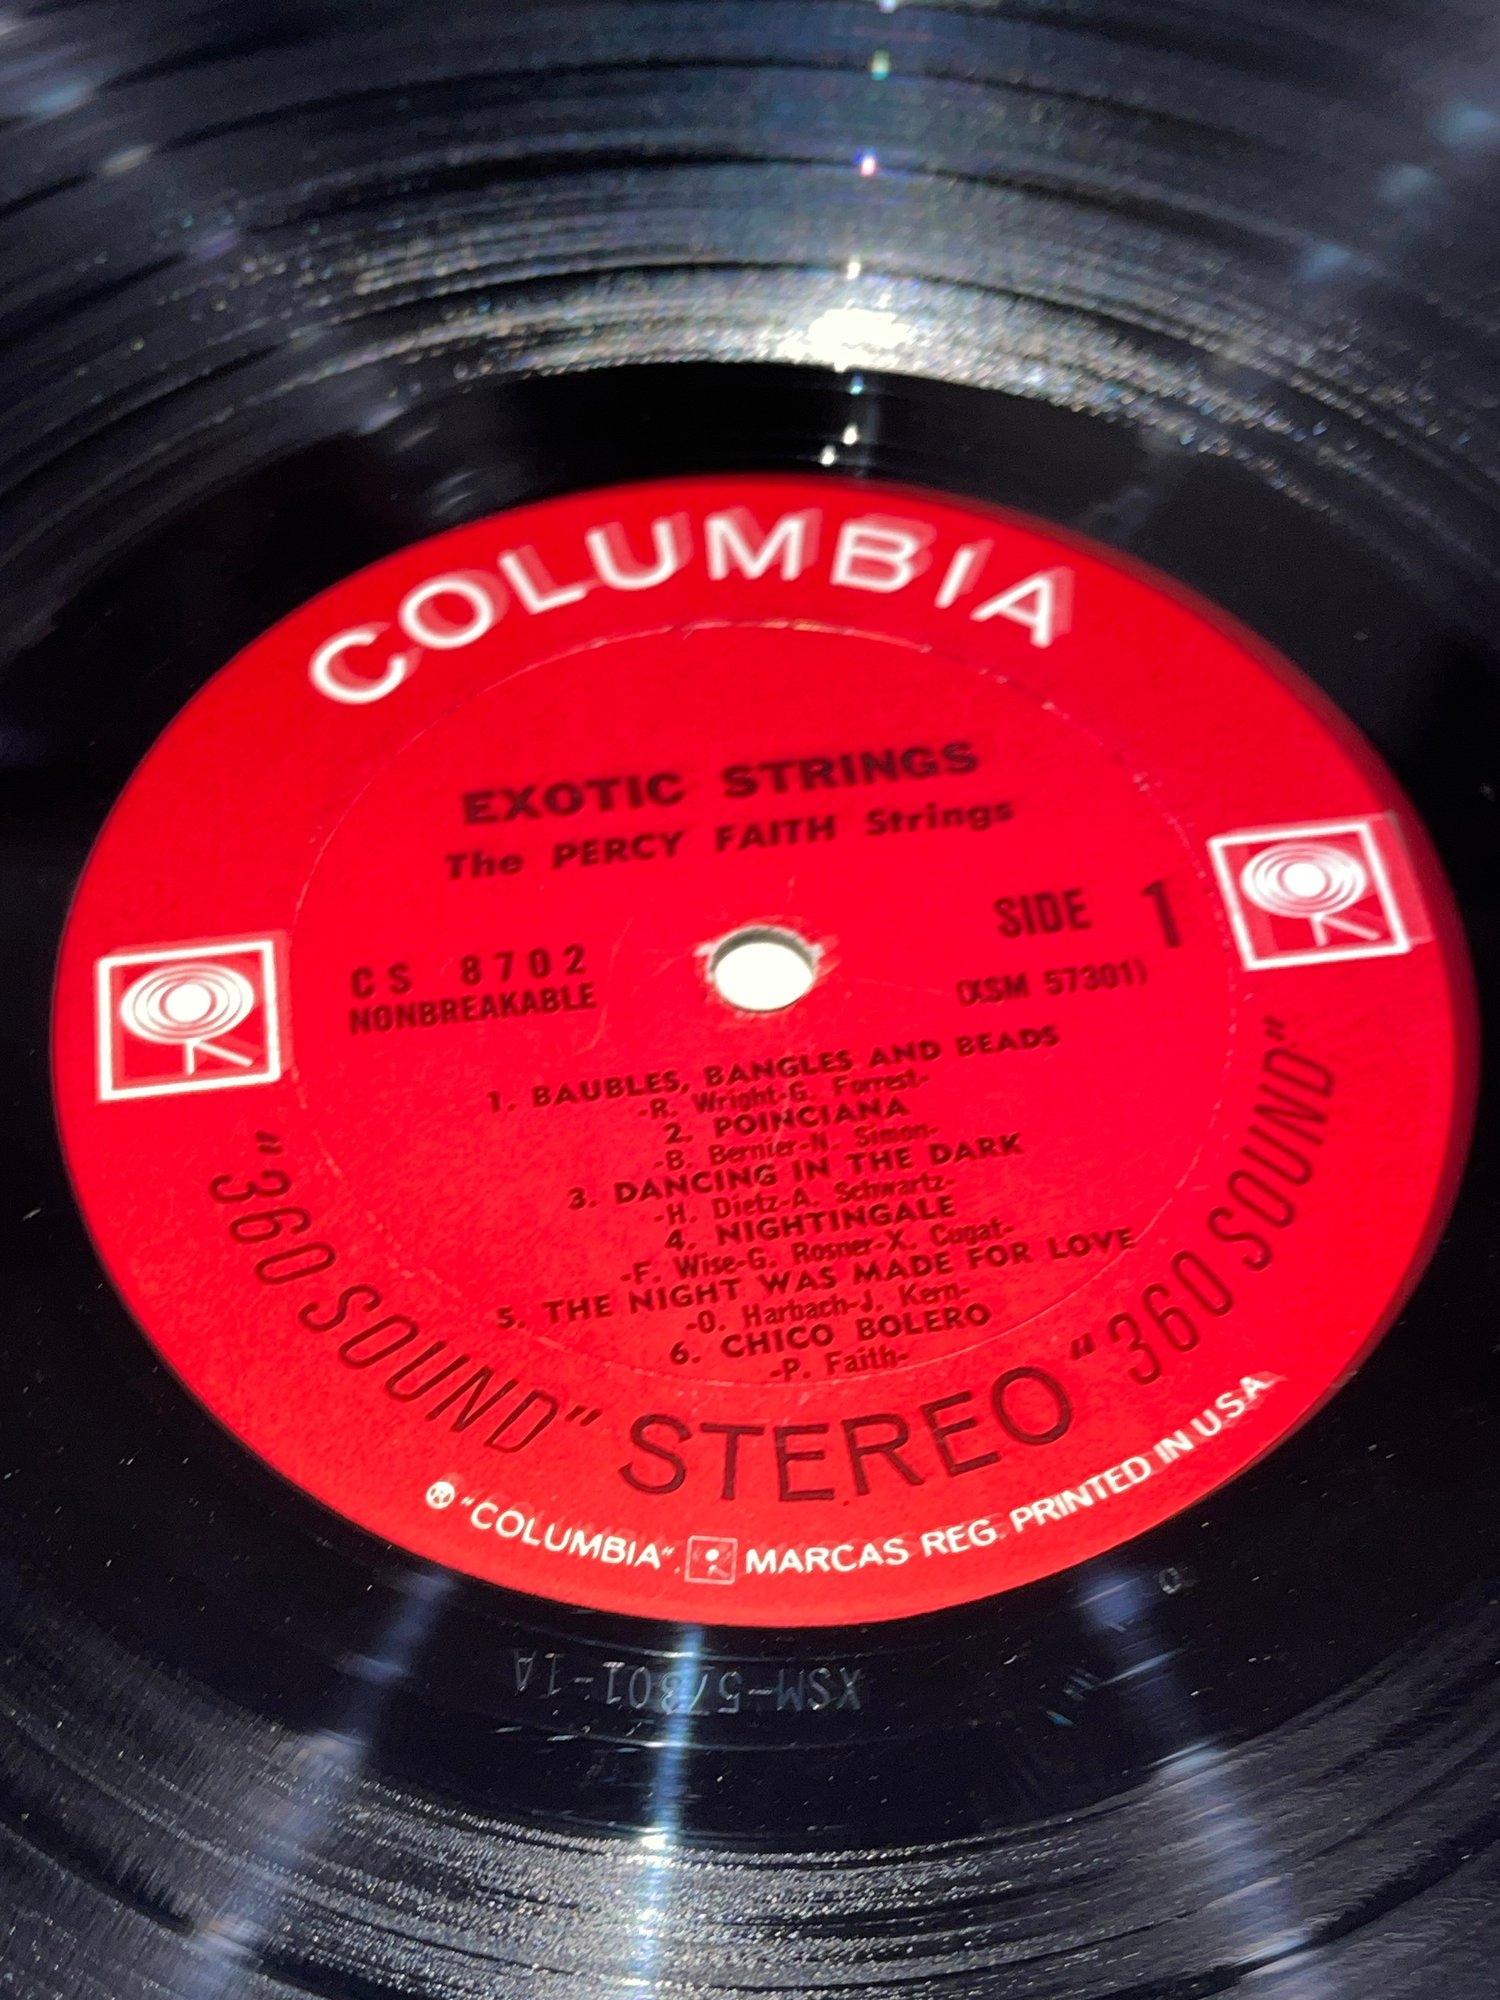 COLUMBIA
EXOTIC STRINGS
The PERCY FAITH Strings
CS 8702
NONBREAKABLE
SIDE 1
(XSM 57301)
1. BAUBLES, BANGLES AND BEADS
-R. Wright-G. Forrest-
2. POINCIANA
-B. Bernier-N. Simon-
3. DANCING IN THE DARK
-H. Dietz-A. Schwartz-
4. NIGHTINGALE
-F. Wise-G. Rosner-X. Cugat-
5. THE NIGHT WAS MADE FOR LOVE
-O. Harbach-J. Kern-
6. CHICO BOLERO
-P. Faith-
"360 SOUND" STEREO "360 SOUND"
® "COLUMBIA", MARCAS REG. PRINTED IN U.S.A.
XSM-57301-1A